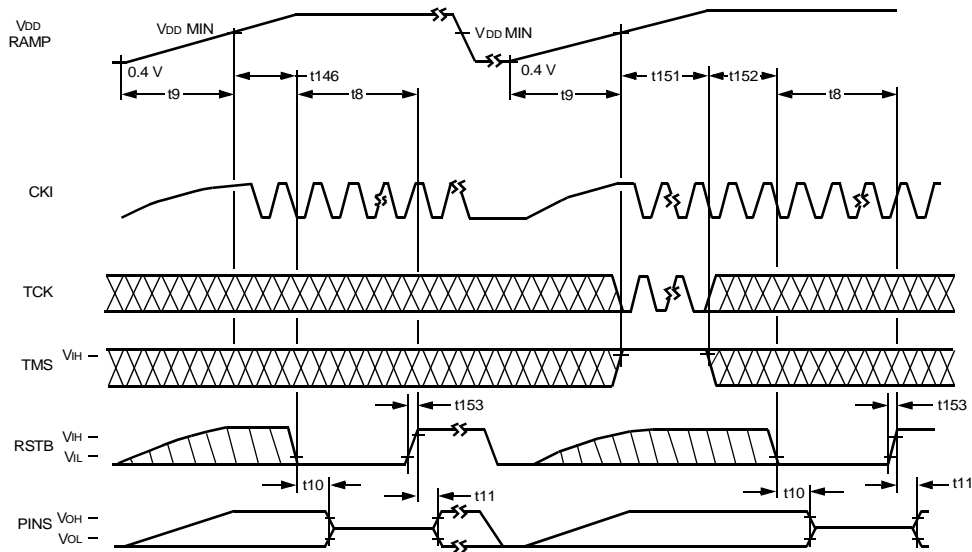 VDD
RAMP
VDD MIN
VDD MIN
0.4 V
0.4 V
t146
t151
t152
t9
t8
t9
t8
CKI
TCK
TMS
VIH
t153
t153
RSTB
VIH
VIL
t10
t11
t10
t11
PINS
VOH
VOL